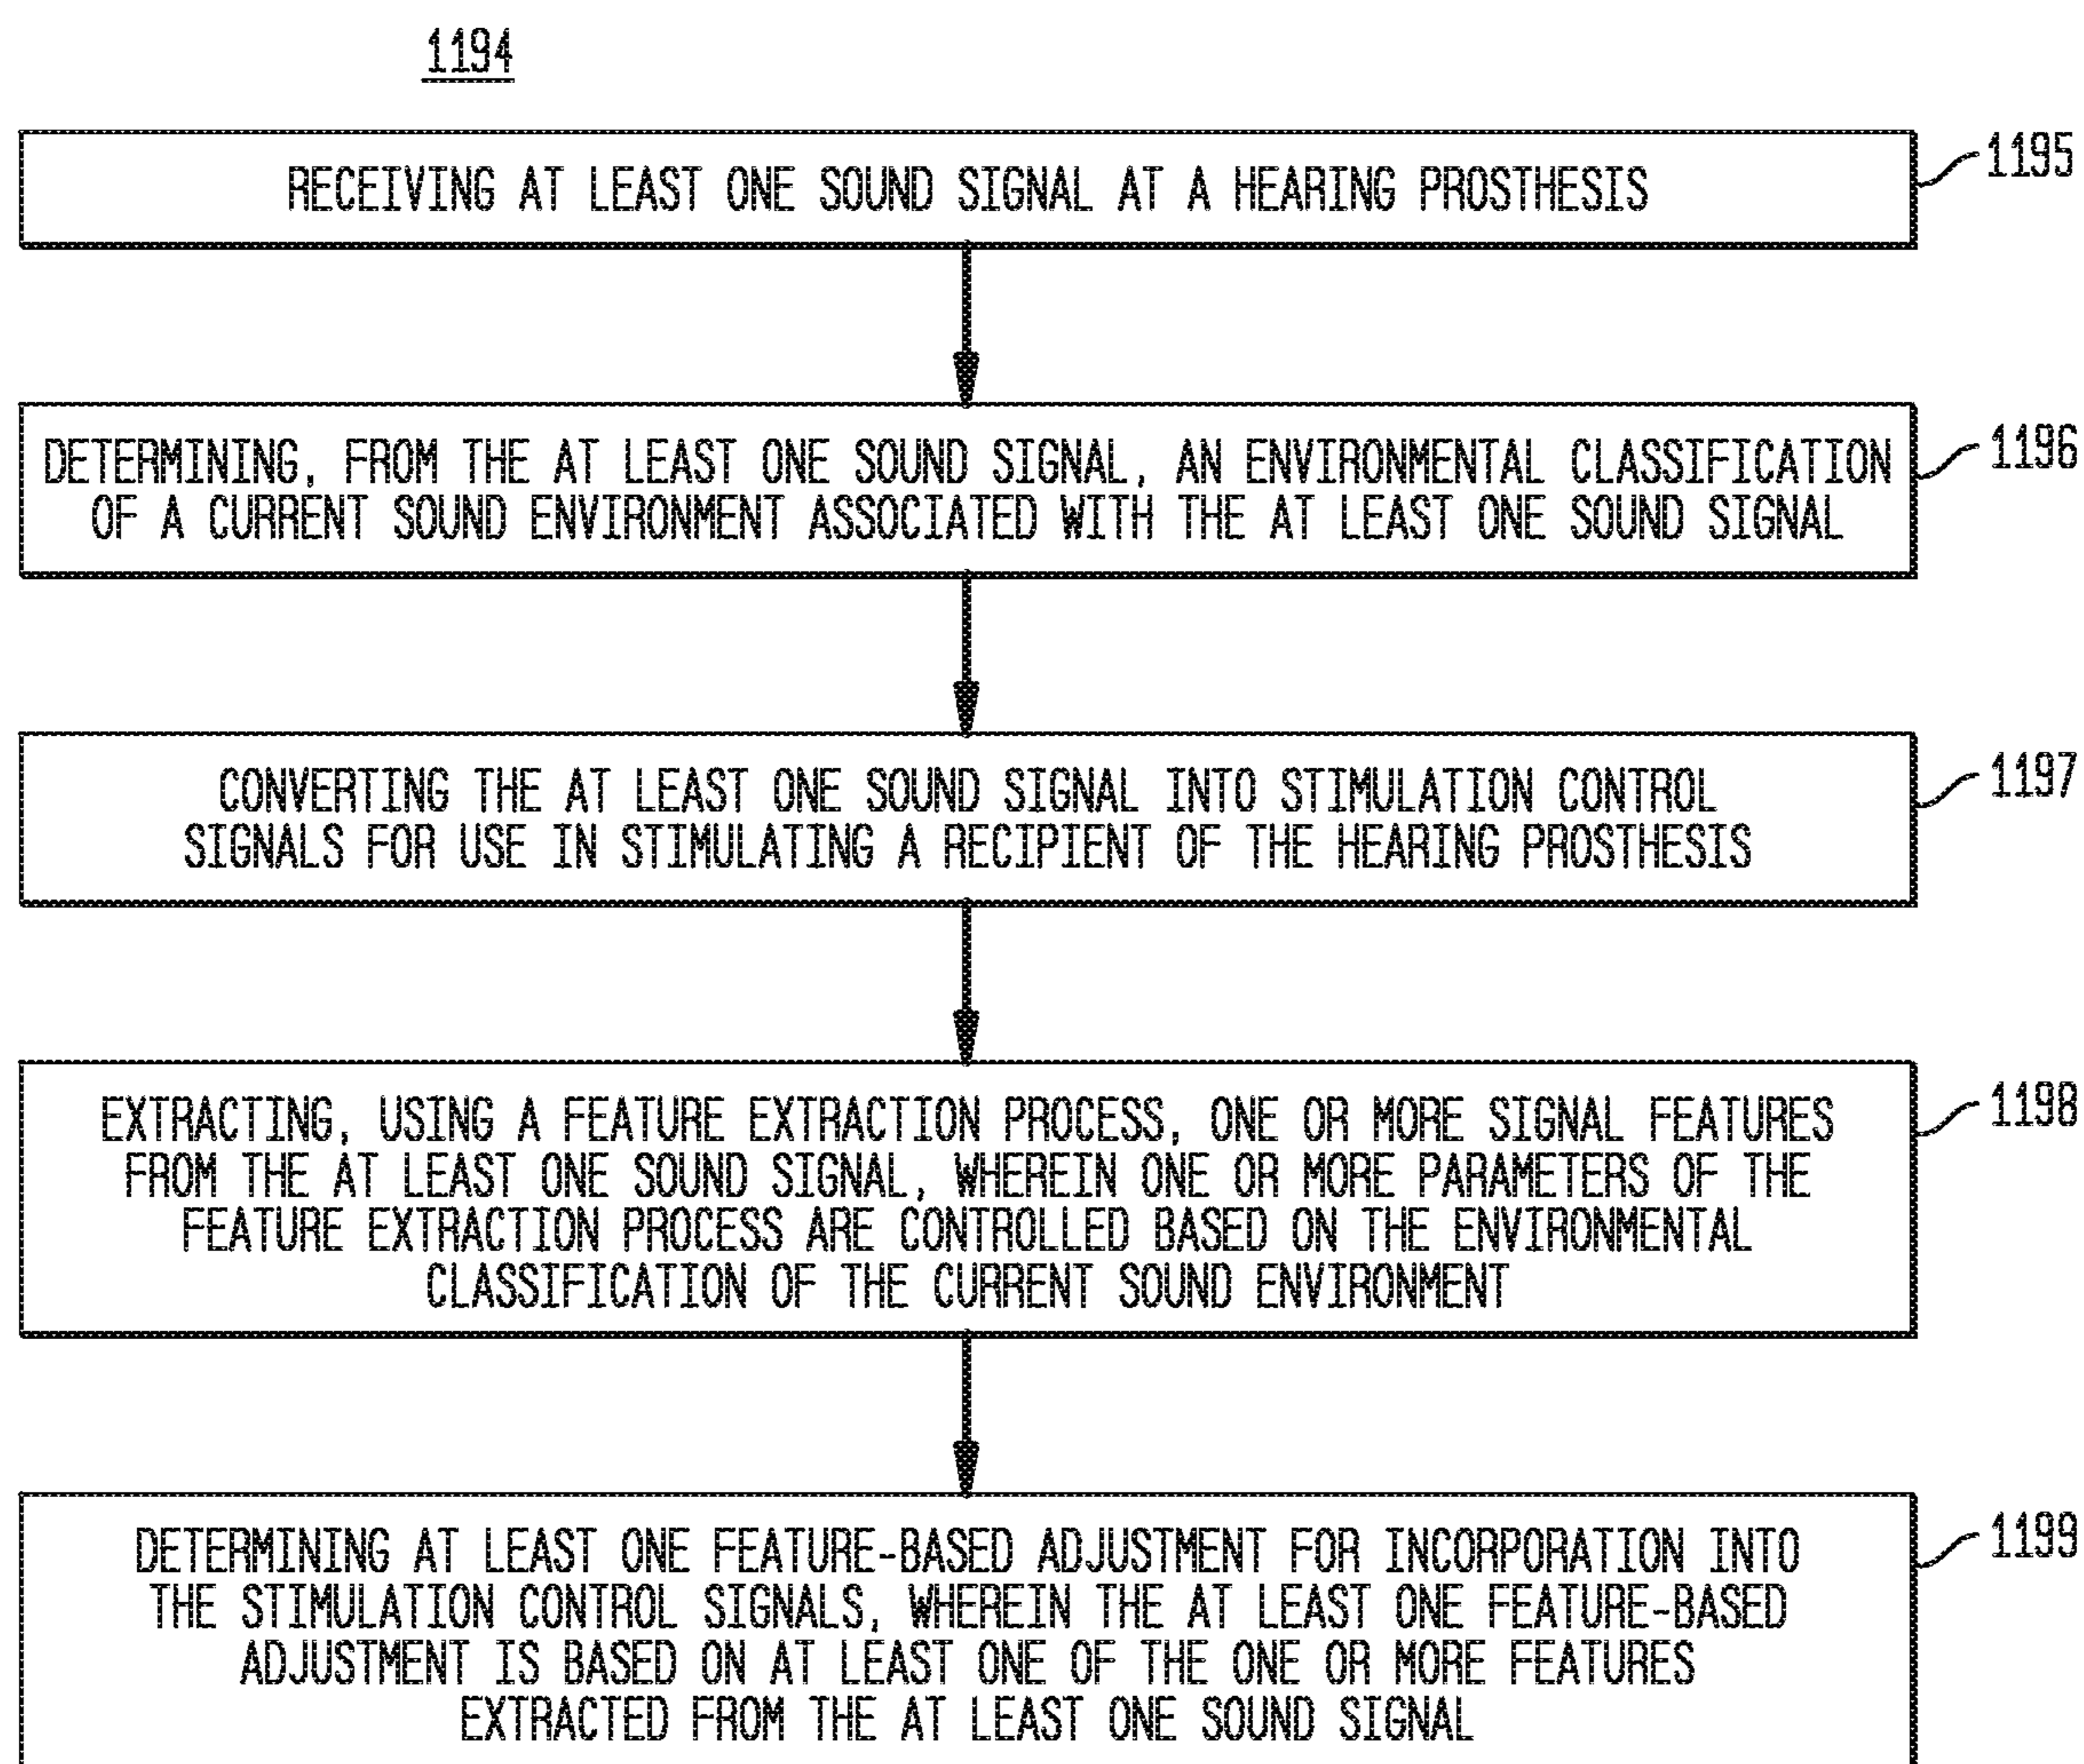 1194
RECEIVING AT LEAST ONE SOUND SIGNAL AT A HEARING PROSTHESIS
1195
DETERMINING, FROM THE AT LEAST ONE SOUND SIGNAL, AN ENVIRONMENTAL CLASSIFICATION
OF A CURRENT SOUND ENVIRONMENT ASSOCIATED WITH THE AT LEAST ONE SOUND SIGNAL
1196
CONVERTING THE AT LEAST ONE SOUND SIGNAL INTO STIMULATION CONTROL
SIGNALS FOR USE IN STIMULATING A RECIPIENT OF THE HEARING PROSTHESIS
1197
EXTRACTING, USING A FEATURE EXTRACTION PROCESS, ONE OR MORE SIGNAL FEATURES
FROM THE AT LEAST ONE SOUND SIGNAL, WHEREIN ONE OR MORE PARAMETERS OF THE
FEATURE EXTRACTION PROCESS ARE CONTROLLED BASED ON THE ENVIRONMENTAL
CLASSIFICATION OF THE CURRENT SOUND ENVIRONMENT
1198
DETERMINING AT LEAST ONE FEATURE-BASED ADJUSTMENT FOR INCORPORATION INTO
THE STIMULATION CONTROL SIGNALS, WHEREIN THE AT LEAST ONE FEATURE-BASED
ADJUSTMENT IS BASED ON AT LEAST ONE OF THE ONE OR MORE FEATURES
EXTRACTED FROM THE AT LEAST ONE SOUND SIGNAL
1199